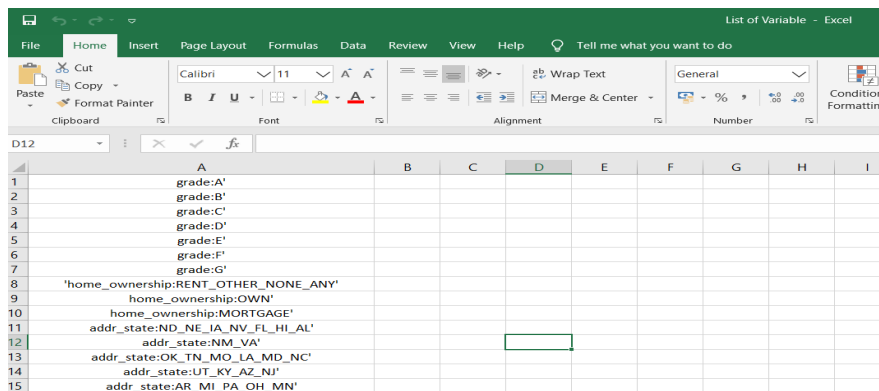 List of Variable - Excel
File Home Insert Page Layout Formulas Data Review View Help Tell me what you want to do
Cut
Calibri 11 A A ab Wrap Text General
Copy
Paste Format Painter B I U A Merge & Center % , Condition
Formattin
Clipboard Font Alignment Number
D12 fx
A B C D E F G H I
1 grade:A'
2 grade:B'
3 grade:C'
4 grade:D'
5 grade:E'
6 grade:F'
7 grade:G'
8 'home_ownership:RENT_OTHER_NONE_ANY'
9 home_ownership:OWN'
10 home_ownership:MORTGAGE'
11 addr_state:ND_NE_IA_NV_FL_HI_AL'
12 addr_state:NM_VA'
13 addr_state:OK_TN_MO_LA_MD_NC'
14 addr_state:UT_KY_AZ_NJ'
15 addr_state:AR_MI_PA_OH_MN'